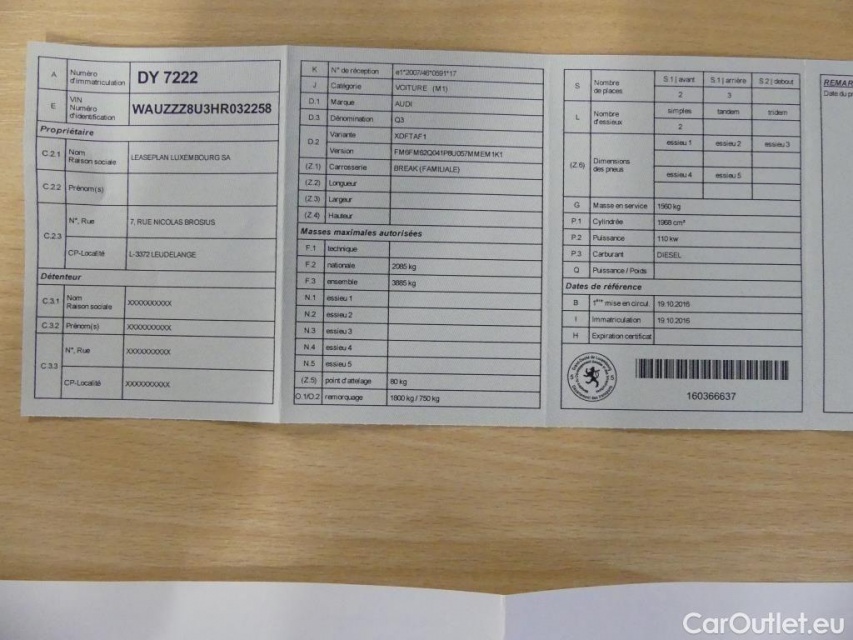 A Numéro d'immatriculation DY 7222
E VIN Numéro d'identification WAUZZZ8U3HR032258
Propriétaire
C.2.1 Nom Raison sociale LEASEPLAN LUXEMBOURG SA
C.2.2 Prénom(s)
C.2.3 N°, Rue 7, RUE NICOLAS BROSIUS
CP-Localité L-3372 LEUDELANGE
Détenteur
C.3.1 Nom Raison sociale XXXXXXXXXX
C.3.2 Prénom(s) XXXXXXXXXX
C.3.3 N°, Rue XXXXXXXXXX
CP-Localité XXXXXXXXXX
K N° de réception e1*2007/46*0591*17
J Catégorie VOITURE (M1)
D.1 Marque AUDI
D.3 Dénomination Q3
D.2 Variante XCFTAF1
Version FM6FM62Q041P8U057MMEM1K1
(Z.1) Carrosserie BREAK (FAMILIALE)
(Z.2) Longueur
(Z.3) Largeur
(Z.4) Hauteur
Masses maximales autorisées
F.1 technique
F.2 nationale 2085 kg
F.3 ensemble 3885 kg
N.1 essieu 1
N.2 essieu 2
N.3 essieu 3
N.4 essieu 4
N.5 essieu 5
(Z.5) point d'attelage 80 kg
O.1/O.2 remorquage 1800 kg / 750 kg
S Nombre de places S.1 | avant S.1 | arrière S.2 | debout
2 3
L Nombre d'essieux simples tandem tridem
2
(Z.6) Dimensions des pneus essieu 1 essieu 2 essieu 3
essieu 4 essieu 5
G Masse en service 1560 kg
P.1 Cylindrée 1968 cm³
P.2 Puissance 110 kw
P.3 Carburant DIESEL
Q Puissance / Poids
Dates de référence
B 1ère mise en circul. 19.10.2016
I Immatriculation 19.10.2016
H Expiration certificat
160366637
REMAR
Date du p
CarOutlet.eu